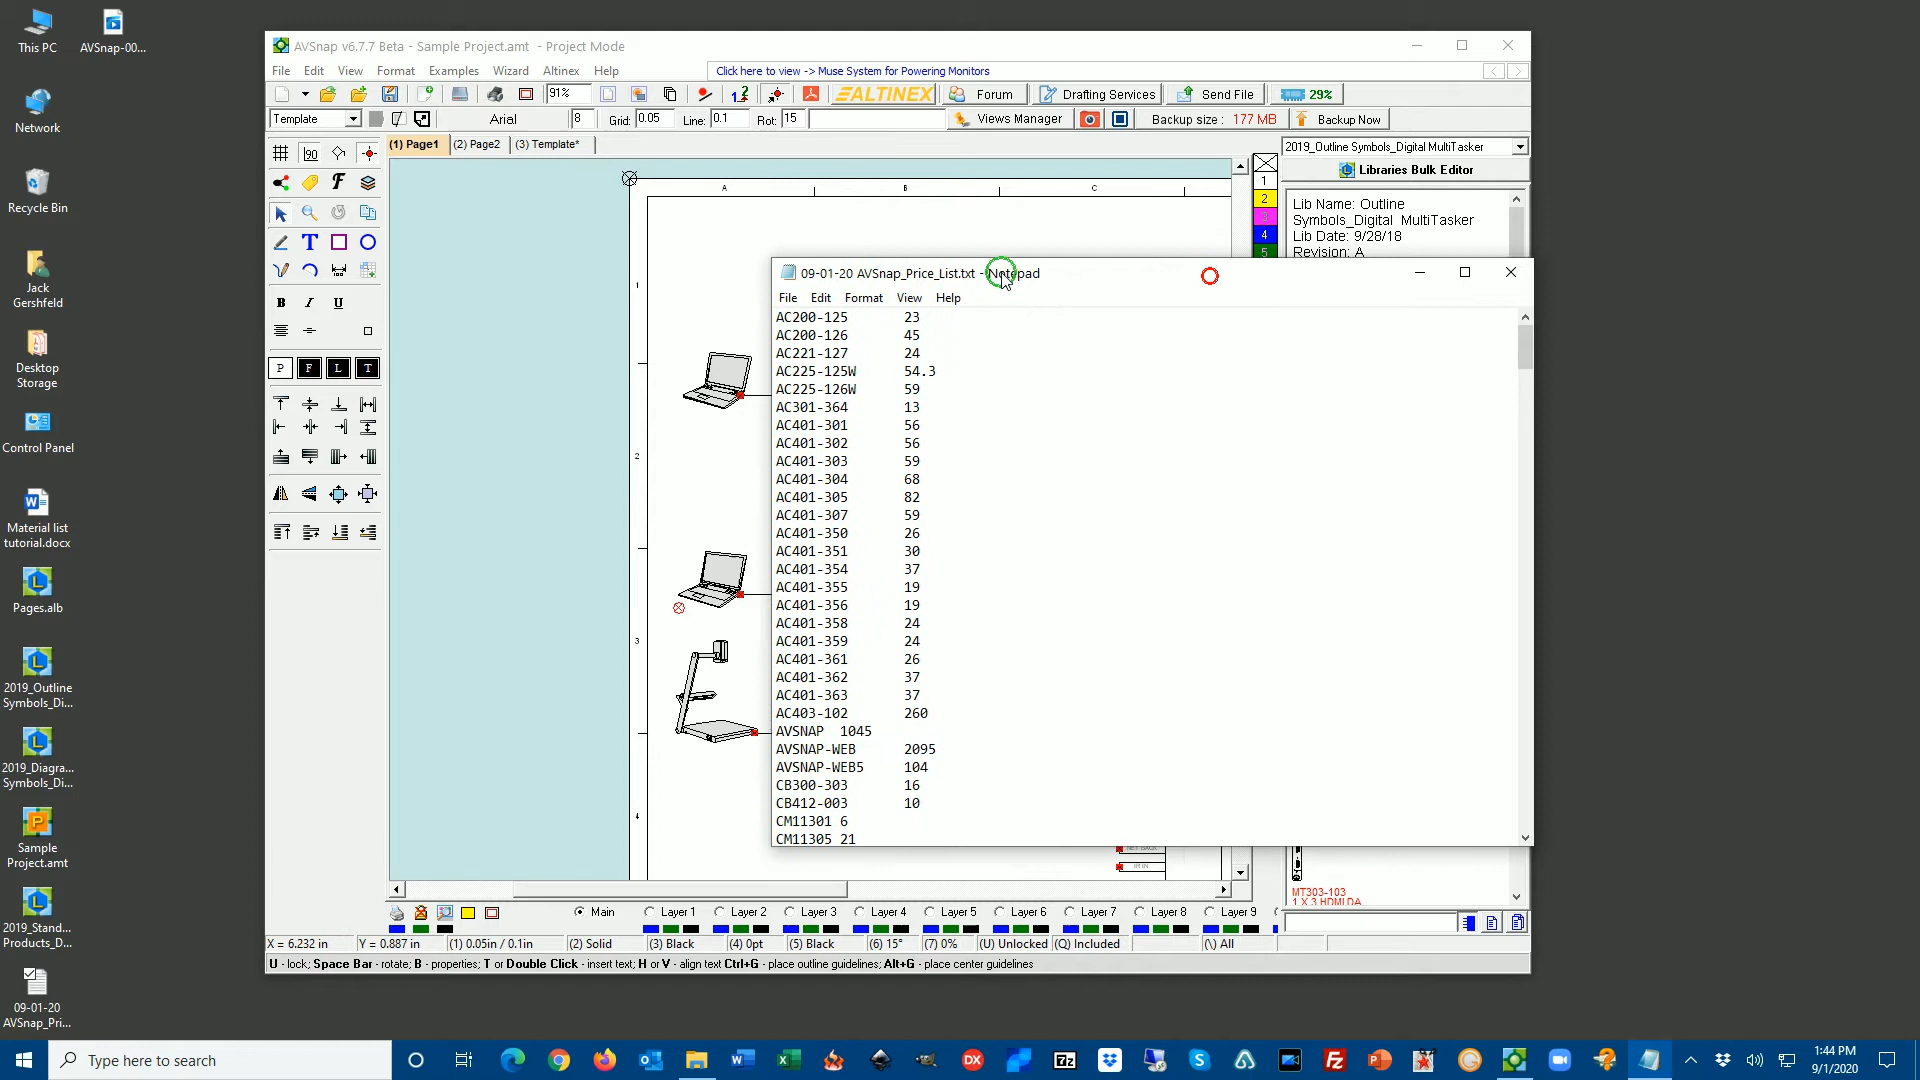 This PC
AVSnap-00...
Network
Recycle Bin
Jack
Gershfeld
Desktop
Storage
Control Panel
Material list
tutorial.docx
Pages.alb
2019_Outline
Symbols_Di...
2019_Diagra...
Symbols_Di...
Sample
Project.amt
2019_Stand...
Products_D...
09-01-20
AVSnap_Pri...
AVSnap v6.7.7 Beta - Sample Project.amt - Project Mode
File Edit View Format Examples Wizard Altinex Help
Click here to view -> Muse System for Powering Monitors
91%
ALTINEX
Forum
Drafting Services
Send File
29%
Template
Arial
8
Grid: 0.05
Line: 0.1
Rot: 15
Views Manager
Backup size : 177 MB
Backup Now
(1) Page1
(2) Page2
(3) Template*
2019_Outline Symbols_Digital MultiTasker
Libraries Bulk Editor
Lib Name: Outline
Symbols_Digital MultiTasker
Lib Date: 9/28/18
Revision: A
1
2
3
4
5
A B C
1
2
3
4
B I U
P F L T
09-01-20 AVSnap_Price_List.txt - Notepad
File Edit Format View Help
AC200-125 23
AC200-126 45
AC221-127 24
AC225-125W 54.3
AC225-126W 59
AC301-364 13
AC401-301 56
AC401-302 56
AC401-303 59
AC401-304 68
AC401-305 82
AC401-307 59
AC401-350 26
AC401-351 30
AC401-354 37
AC401-355 19
AC401-356 19
AC401-358 24
AC401-359 24
AC401-361 26
AC401-362 37
AC401-363 37
AC403-102 260
AVSNAP 1045
AVSNAP-WEB 2095
AVSNAP-WEB5 104
CB300-303 16
CB412-003 10
CM11301 6
CM11305 21
IR IN
MT303-103
1 X 3 HDMI DA
Main Layer 1 Layer 2 Layer 3 Layer 4 Layer 5 Layer 6 Layer 7 Layer 8 Layer 9
X = 6.232 in
Y = 0.887 in
(1) 0.05in / 0.1in
(2) Solid
(3) Black
(4) 0pt
(5) Black
(6) 15°
(7) 0%
(U) Unlocked
(Q) Included
(\) All
U - lock; Space Bar - rotate; B - properties; T or Double Click - insert text; H or V - align text Ctrl+G - place outline guidelines; Alt+G - place center guidelines
Type here to search
1:44 PM
9/1/2020